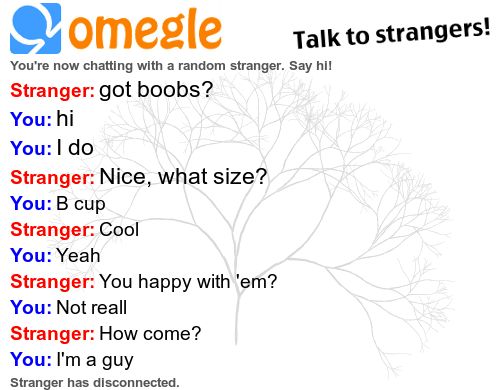 omegle
Talk to strangers!
You're now chatting with a random stranger. Say hi!
Stranger: got boobs?
You: hi
You: I do
Stranger: Nice, what size?
You: B cup
Stranger: Cool
You: Yeah
Stranger: You happy with 'em?
You: Not reall
Stranger: How come?
You: I'm a guy
Stranger has disconnected.